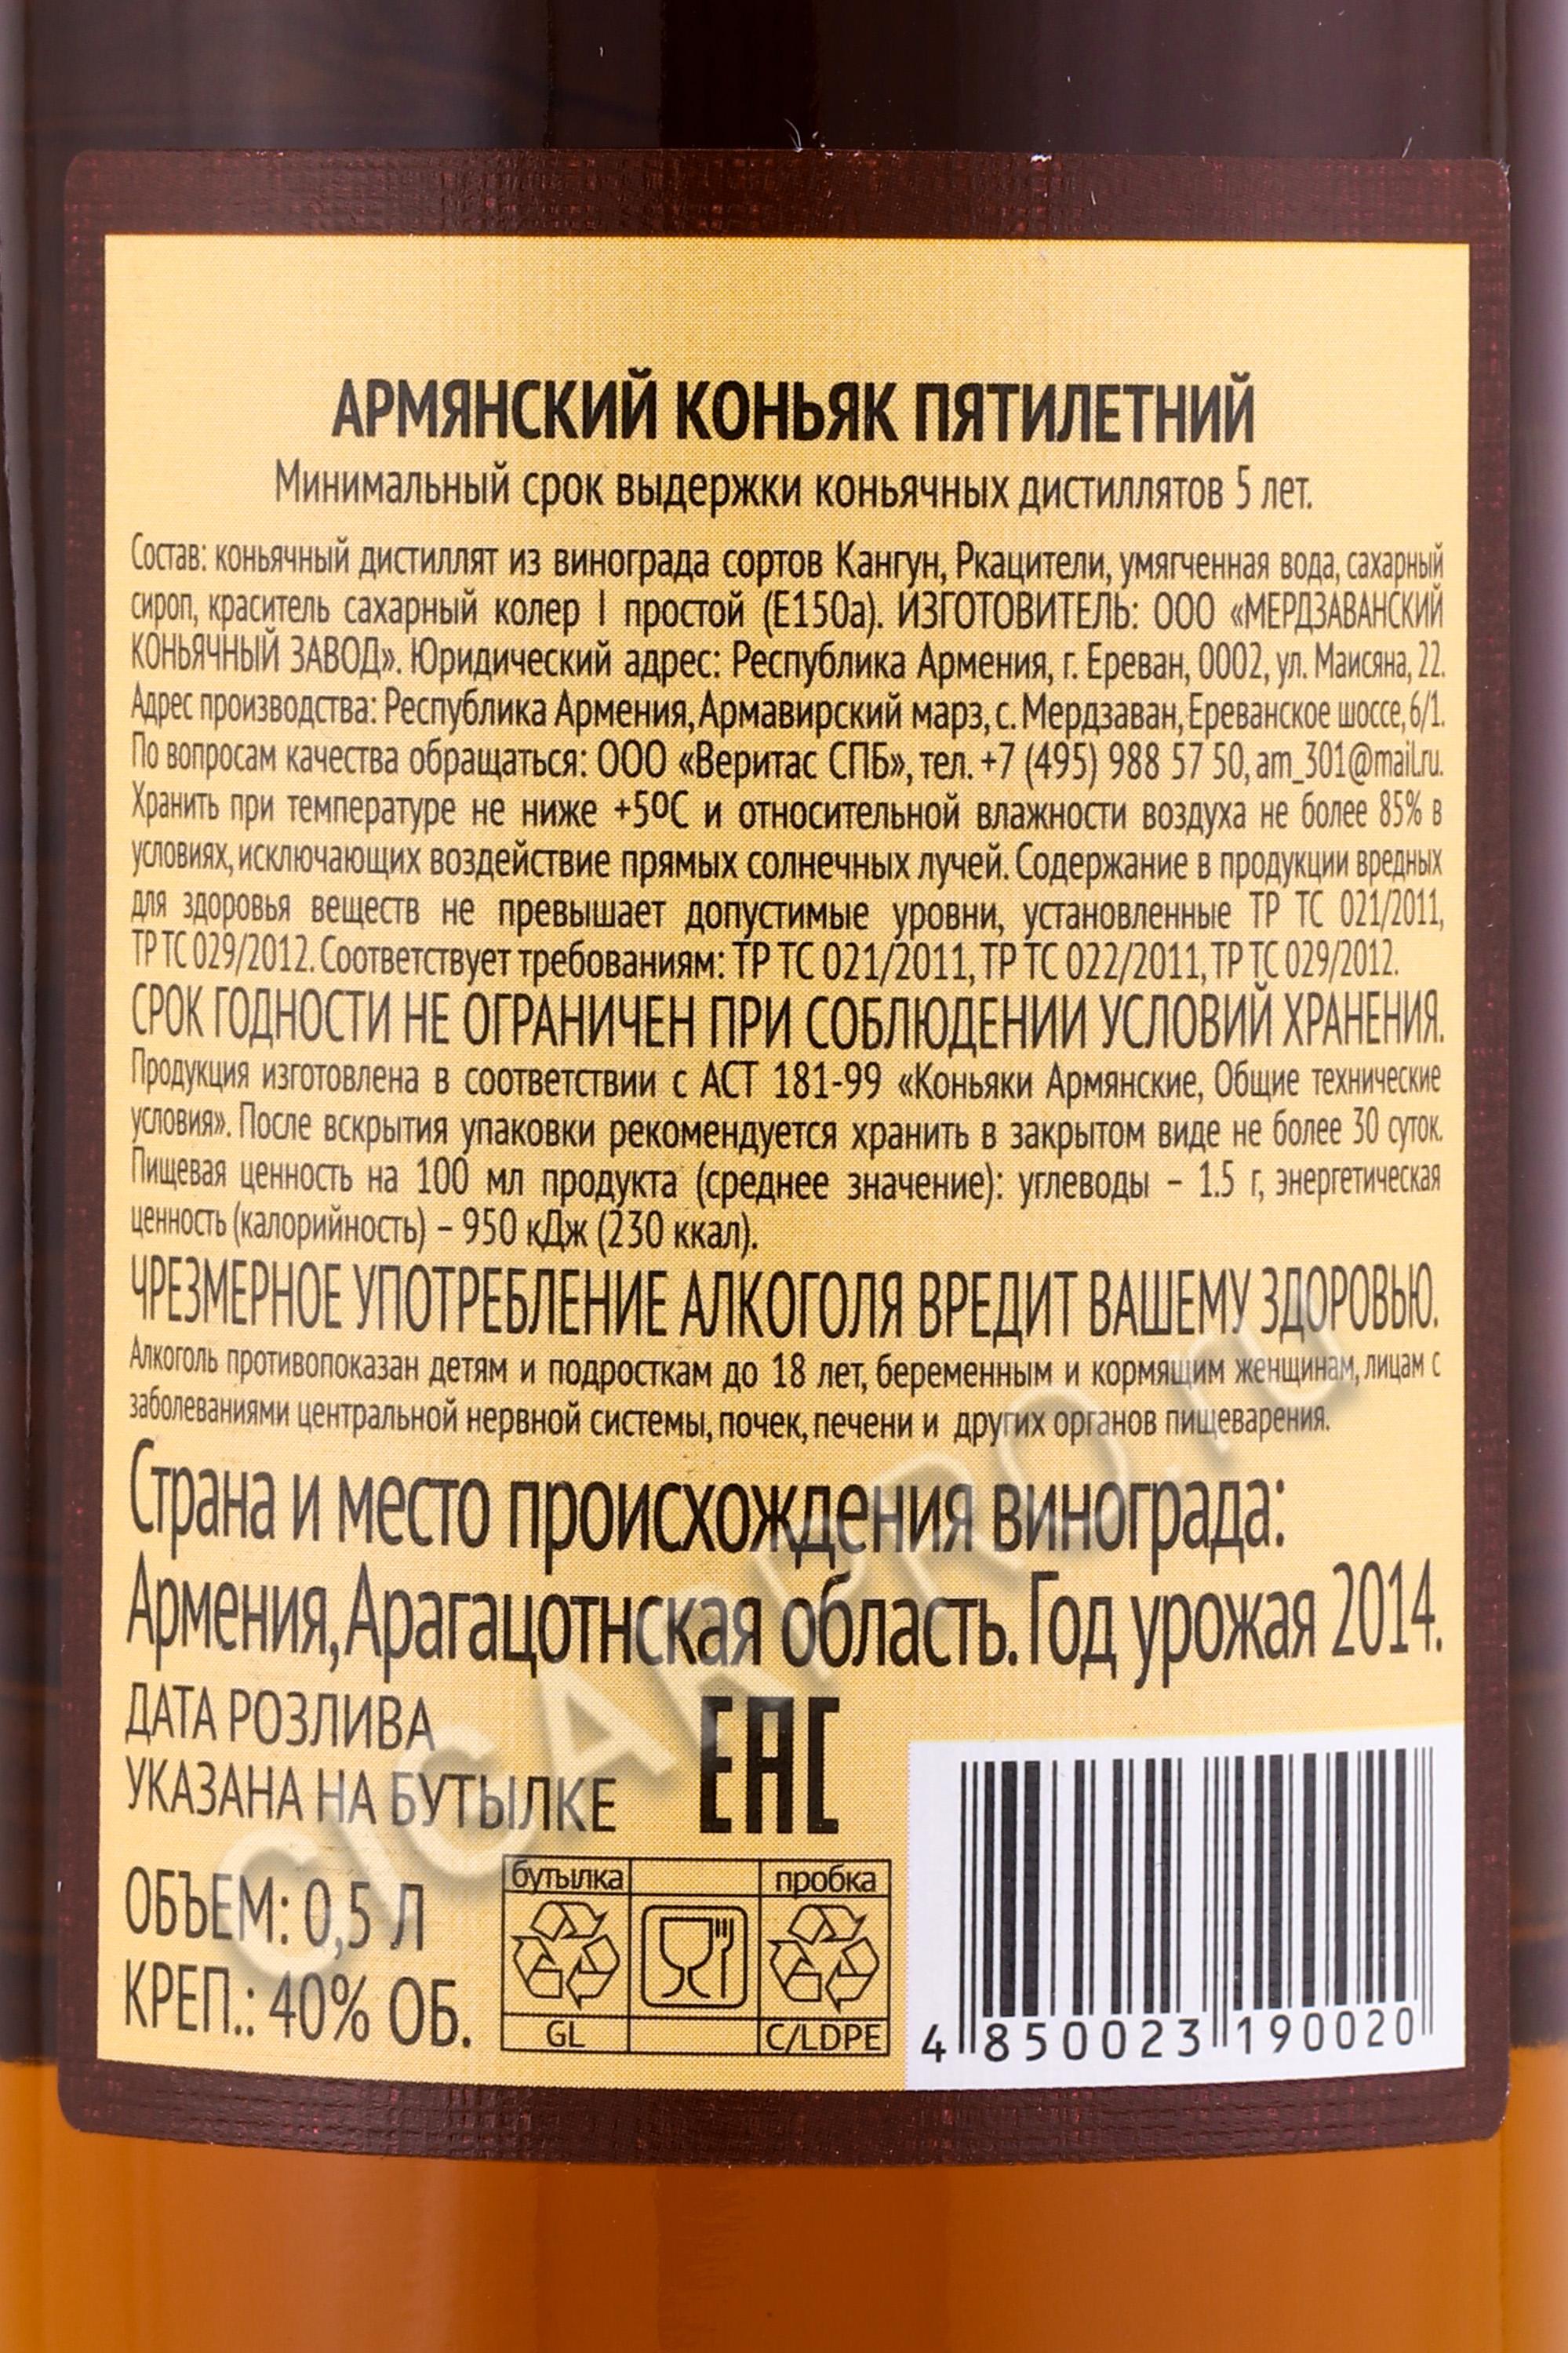 АРМЯНСКИЙ КОНЬЯК ПЯТИЛЕТНИЙ
Минимальный срок выдержки коньячных дистиллятов 5 лет.
Состав: коньячный дистиллят из винограда сортов Кангун, Ркацители, умягченная вода, сахарный
сироп, краситель сахарный колер I простой (Е150а). ИЗГОТОВИТЕЛЬ: ООО «МЕРДЗАВАНСКИЙ
КОНЬЯЧНЫЙ ЗАВОД». Юридический адрес: Республика Армения, г. Ереван, 0002, ул. Маисяна, 22.
Адрес производства: Республика Армения, Армавирский марз, с. Мердзаван, Ереванское шоссе, 6/1.
По вопросам качества обращаться: ООО «Веритас СПБ», тел. +7 (495) 988 57 50, am_301@mail.ru.
Хранить при температуре не ниже +5ºС и относительной влажности воздуха не более 85% в
условиях, исключающих воздействие прямых солнечных лучей. Содержание в продукции вредных
для здоровья веществ не превышает допустимые уровни, установленные ТР ТС 021/2011,
ТР ТС 029/2012. Соответствует требованиям: ТР ТС 021/2011, ТР ТС 022/2011, ТР ТС 029/2012.
СРОК ГОДНОСТИ НЕ ОГРАНИЧЕН ПРИ СОБЛЮДЕНИИ УСЛОВИЙ ХРАНЕНИЯ.
Продукция изготовлена в соответствии с АСТ 181-99 «Коньяки Армянские, Общие технические
условия». После вскрытия упаковки рекомендуется хранить в закрытом виде не более 30 суток.
Пищевая ценность на 100 мл продукта (среднее значение): углеводы – 1.5 г, энергетическая
ценность (калорийность) – 950 кДж (230 ккал).
ЧРЕЗМЕРНОЕ УПОТРЕБЛЕНИЕ АЛКОГОЛЯ ВРЕДИТ ВАШЕМУ ЗДОРОВЬЮ.
Алкоголь противопоказан детям и подросткам до 18 лет, беременным и кормящим женщинам, лицам с
заболеваниями центральной нервной системы, почек, печени и других органов пищеварения.
Страна и место происхождения винограда:
Армения, Арагацотнская область. Год урожая 2014.
ДАТА РОЗЛИВА
УКАЗАНА НА БУТЫЛКЕ
EAC
ОБЪЕМ: 0,5 Л
КРЕП.: 40% ОБ.
бутылка
пробка
GL
C/LDPE
4 850023 190020
CIGARPRO.RU